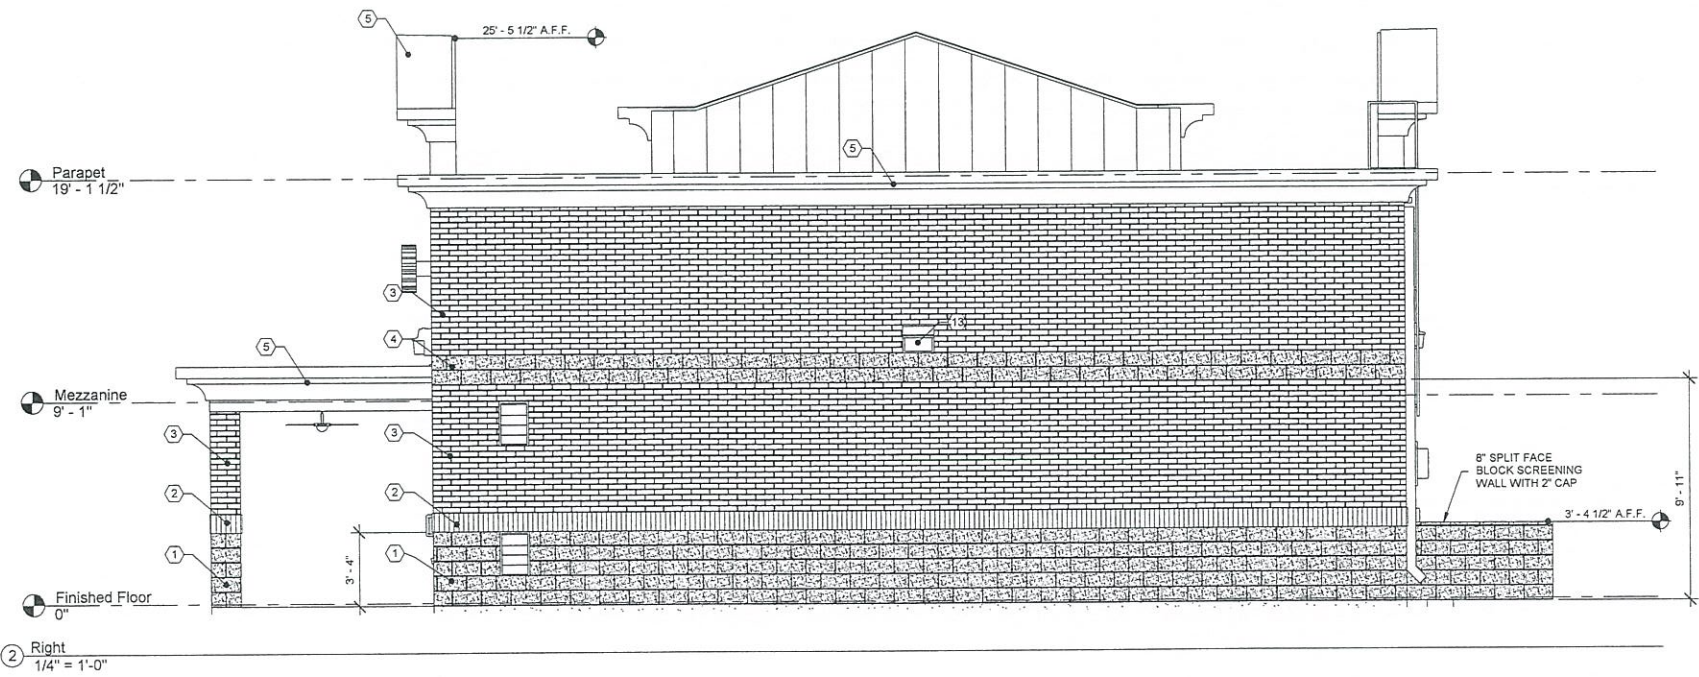 5
25' - 5 1/2" A.F.F.
5
Parapet
19' - 1 1/2"
3
13
4
5
Mezzanine
9' - 1"
3
3
8" SPLIT FACE
BLOCK SCREENING
WALL WITH 2" CAP
9' - 11"
2
2
3' - 4 1/2" A.F.F.
1
1
3' - 4"
Finished Floor
0"
2
Right
1/4" = 1'-0"